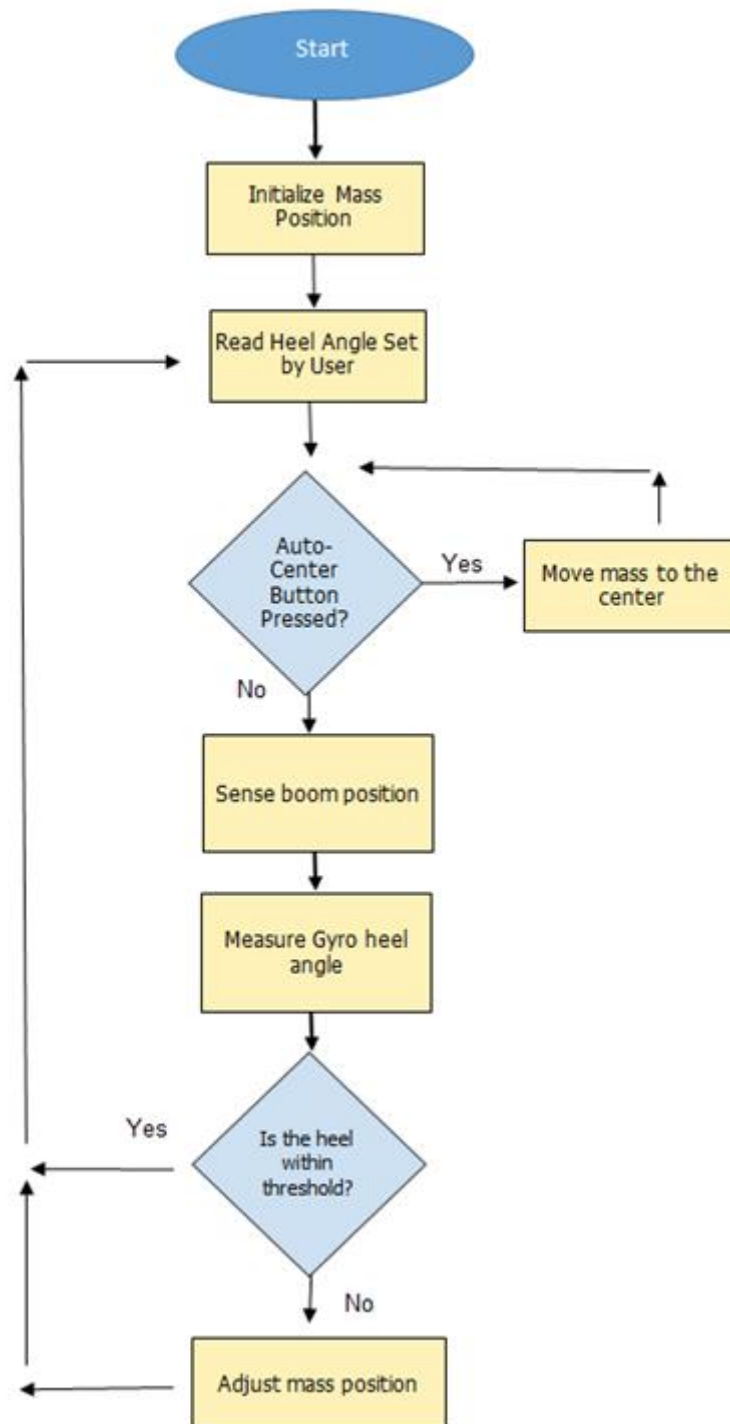 Start
Initialize Mass
Position
Read Heel Angle Set
by User
Auto-
Center
Button
Pressed?
Yes
Move mass to the
center
No
Sense boom position
Measure Gyro heel
angle
Yes
Is the heel
within
threshold?
No
Adjust mass position